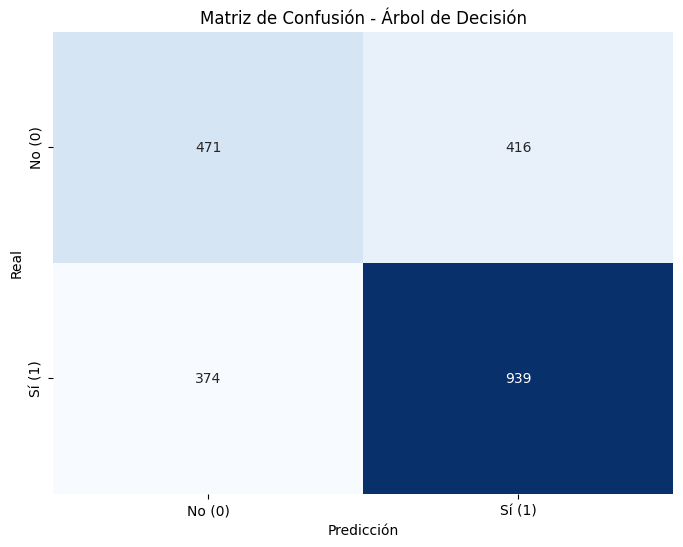 Matriz de Confusión - Árbol de Decisión
No (0)
471
416
Real
Sí (1)
374
939
No (0)
Sí (1)
Predicción